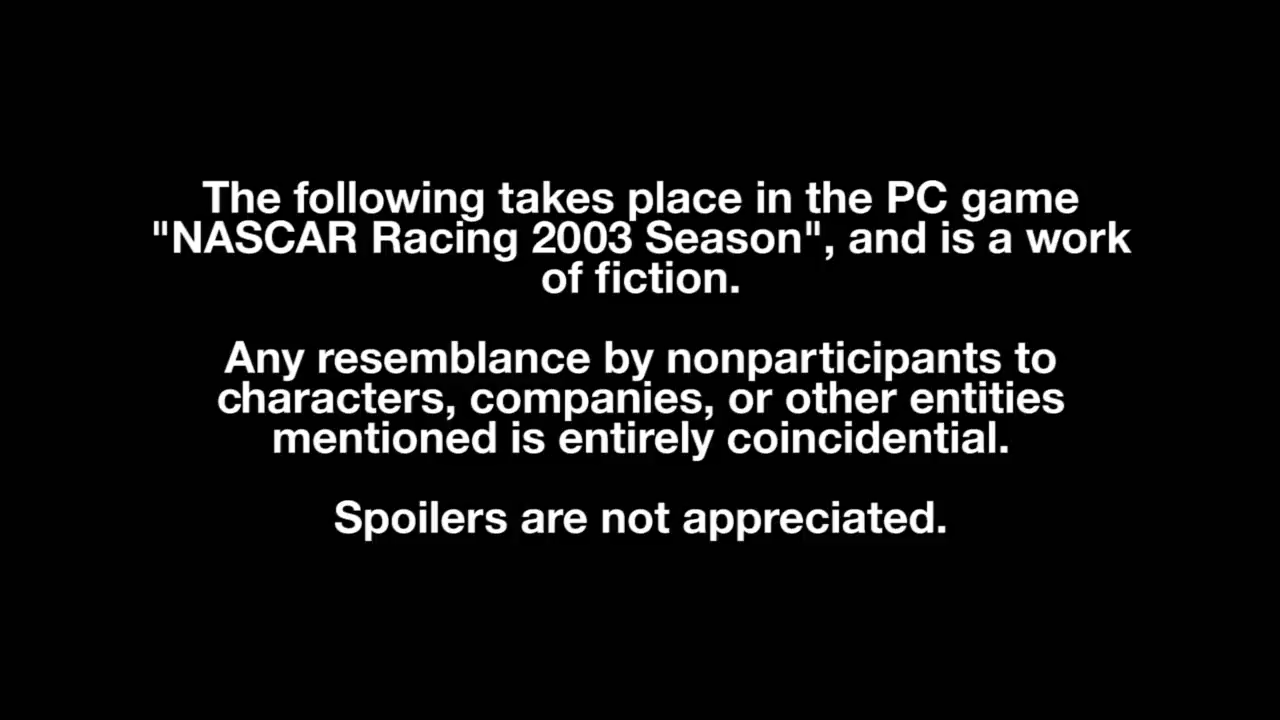 The following takes place in the PC game
"NASCAR Racing 2003 Season", and is a work
of fiction.
Any resemblance by nonparticipants to
characters, companies, or other entities
mentioned is entirely coincidential.
Spoilers are not appreciated.